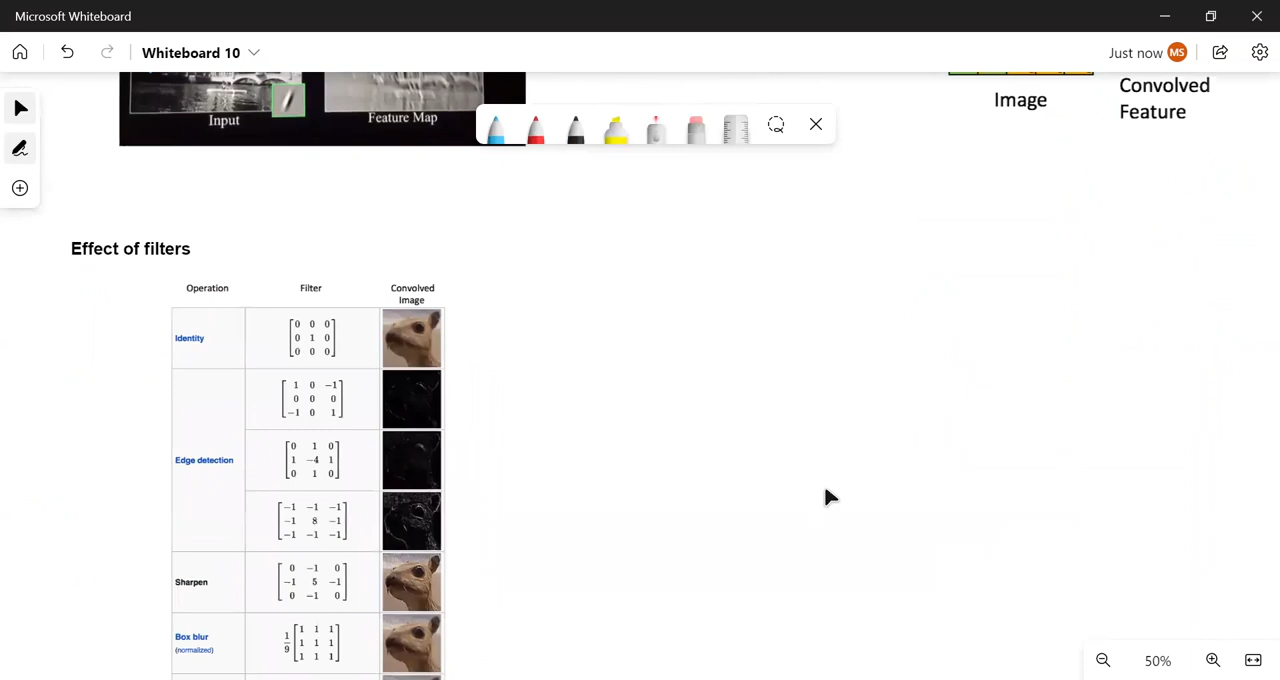 Microsoft Whiteboard
Whiteboard 10
Just now MS
Input
Feature Map
Image
Convolved
Feature
Effect of filters
Operation Filter Convolved
Image
Identity
0 0 0
0 1 0
0 0 0
1 0 −1
0 0 0
−1 0 1
Edge detection
0 1 0
1 −4 1
0 1 0
−1 −1 −1
−1 8 −1
−1 −1 −1
Sharpen
0 −1 0
−1 5 −1
0 −1 0
Box blur
(normalized)
1/9
1 1 1
1 1 1
1 1 1
50%